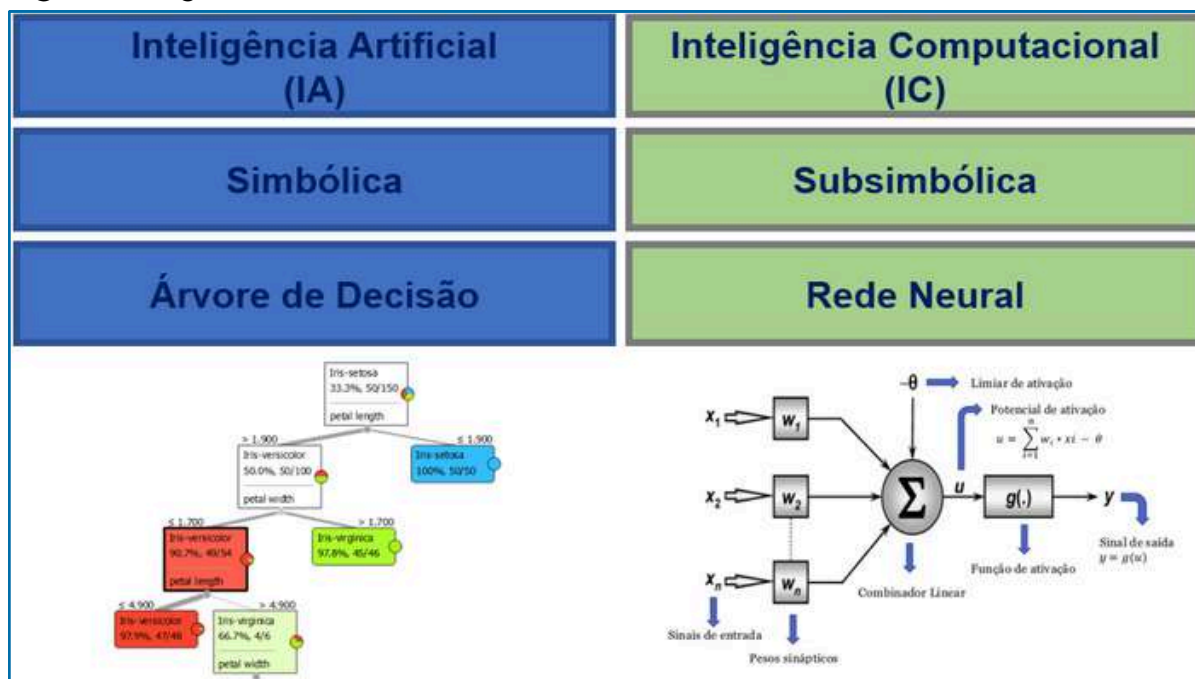 Inteligência Artificial
(IA)
Inteligência Computacional
(IC)
Simbólica
Subsimbólica
Árvore de Decisão
Rede Neural
Iris-setosa
33.3%, 50/150
petal length
> 1.900
≤ 1.900
Iris-versicolor
50.0%, 50/100
petal width
Iris-setosa
100%, 50/50
≤ 1.700
> 1.700
Iris-versicolor
90.7%, 49/54
petal length
Iris-virginica
97.8%, 45/46
≤ 4.900
> 4.900
Iris-versicolor
97.9%, 47/48
Iris-virginica
66.7%, 4/6
petal width
-θ
Limiar de ativação
Potencial de ativação
u = ∑ⁿᵢ₌₁ wᵢ * xi − θ
x₁
w₁
x₂
w₂
xₙ
wₙ
Σ
u
g(.)
y
Sinal de saída
y = g(u)
Função de ativação
Combinador Linear
Sinais de entrada
Pesos sinápticos